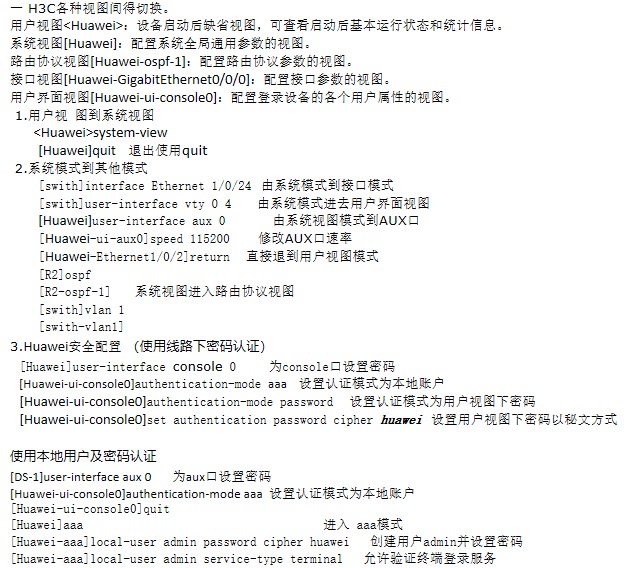 一 H3C各种视图间得切换。
用户视图<Huawei>：设备启动后缺省视图，可查看启动后基本运行状态和统计信息。
系统视图[Huawei]：配置系统全局通用参数的视图。
路由协议视图[Huawei-ospf-1]：配置路由协议参数的视图。
接口视图[Huawei-GigabitEthernet0/0/0]：配置接口参数的视图。
用户界面视图[Huawei-ui-console0]：配置登录设备的各个用户属性的视图。
1.用户视 图到系统视图
<Huawei>system-view
[Huawei]quit 退出使用quit
2.系统模式到其他模式
[swith]interface Ethernet 1/0/24 由系统模式到接口模式
[swith]user-interface vty 0 4 由系统模式进去用户界面视图
[Huawei]user-interface aux 0 由系统视图模式到AUX口
[Huawei-ui-aux0]speed 115200 修改AUX口速率
[Huawei-Ethernet1/0/2]return 直接退到用户视图模式
[R2]ospf
[R2-ospf-1] 系统视图进入路由协议视图
[swith]vlan 1
[swith-vlan1]
3.Huawei安全配置 （使用线路下密码认证）
[Huawei]user-interface console 0 为console口设置密码
[Huawei-ui-console0]authentication-mode aaa 设置认证模式为本地账户
[Huawei-ui-console0]authentication-mode password 设置认证模式为用户视图下密码
[Huawei-ui-console0]set authentication password cipher huawei 设置用户视图下密码以秘文方式
使用本地用户及密码认证
[DS-1]user-interface aux 0 为aux口设置密码
[Huawei-ui-console0]authentication-mode aaa 设置认证模式为本地账户
[Huawei-ui-console0]quit
[Huawei]aaa 进入 aaa模式
[Huawei-aaa]local-user admin password cipher huawei 创建用户admin并设置密码
[Huawei-aaa]local-user admin service-type terminal 允许验证终端登录服务